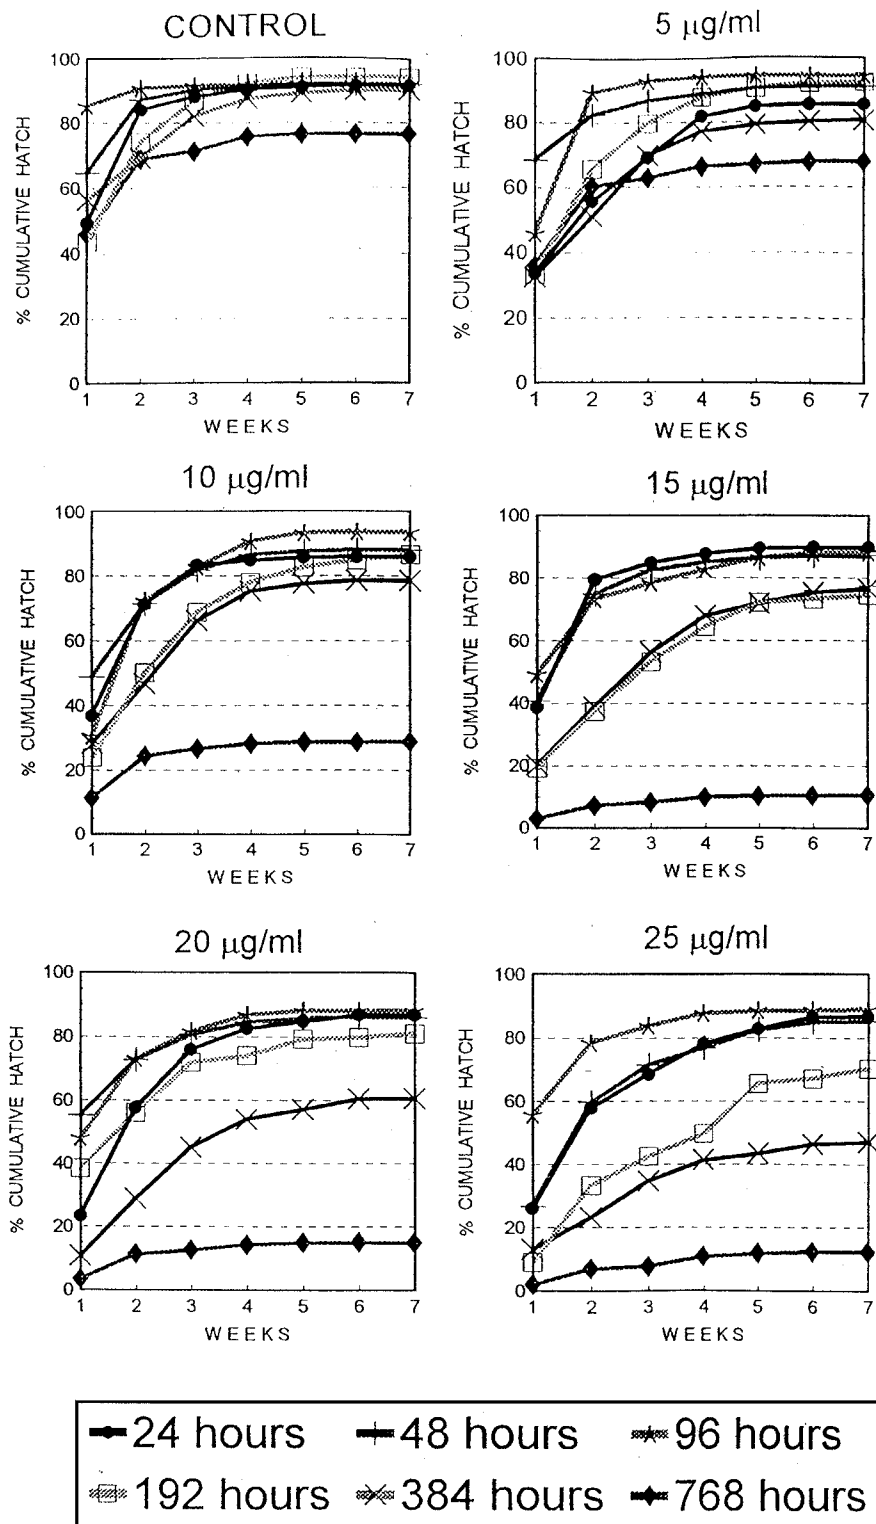 CONTROL
% CUMULATIVE HATCH
100
80
60
40
20
0
1 2 3 4 5 6 7
WEEKS
5 μg/ml
% CUMULATIVE HATCH
100
80
60
40
20
0
1 2 3 4 5 6 7
WEEKS
10 μg/ml
% CUMULATIVE HATCH
100
80
60
40
20
0
1 2 3 4 5 6 7
WEEKS
15 μg/ml
% CUMULATIVE HATCH
100
80
60
40
20
0
1 2 3 4 5 6 7
WEEKS
20 μg/ml
% CUMULATIVE HATCH
100
80
60
40
20
0
1 2 3 4 5 6 7
WEEKS
25 μg/ml
% CUMULATIVE HATCH
100
80
60
40
20
0
1 2 3 4 5 6 7
WEEKS
24 hours 48 hours 96 hours
192 hours 384 hours 768 hours